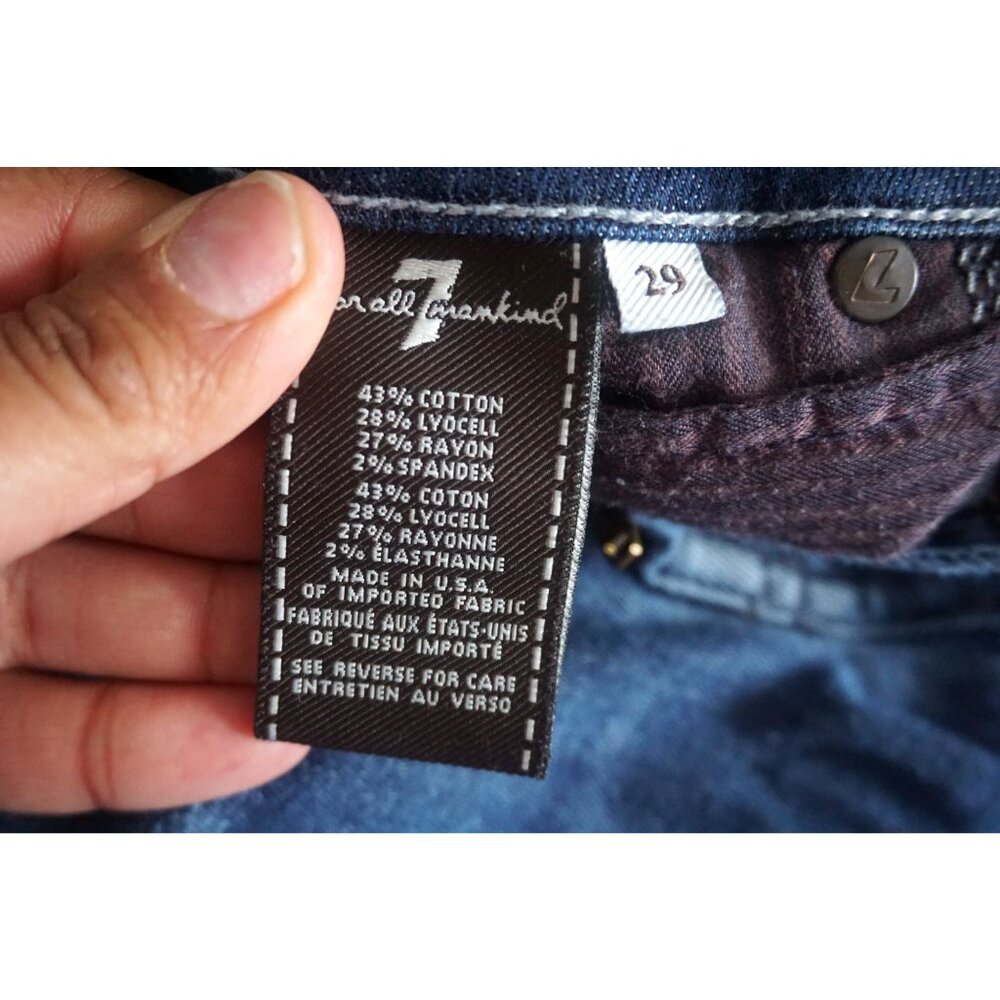 7
or all mankind
29
7
43% COTTON
28% LYOCELL
27% RAYON
2% SPANDEX
43% COTON
28% LYOCELL
27% RAYONNE
2% ÉLASTHANNE
MADE IN U.S.A.
OF IMPORTED FABRIC
FABRIQUÉ AUX ÉTATS-UNIS
DE TISSU IMPORTÉ
SEE REVERSE FOR CARE
ENTRETIEN AU VERSO